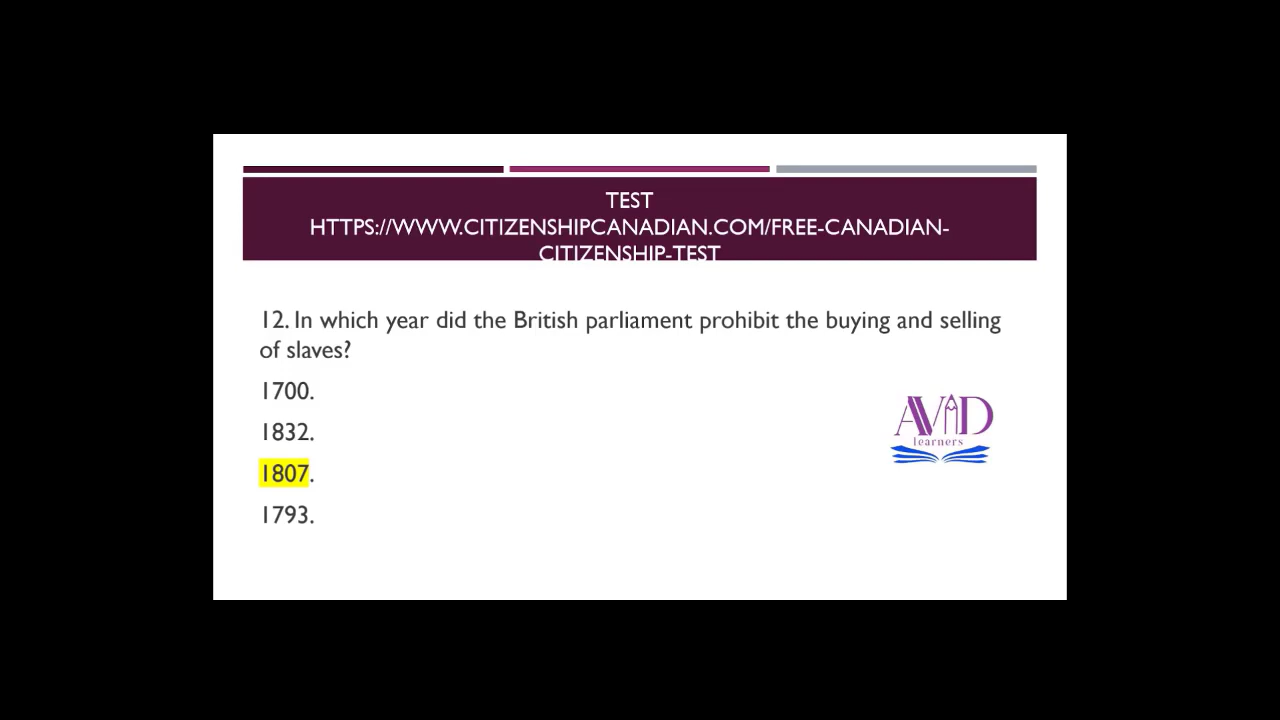 TEST
HTTPS://WWW.CITIZENSHIPCANADIAN.COM/FREE-CANADIAN-
CITIZENSHIP-TEST
12. In which year did the British parliament prohibit the buying and selling
of slaves?
1700.
1832.
1807.
1793.
AVID
learners